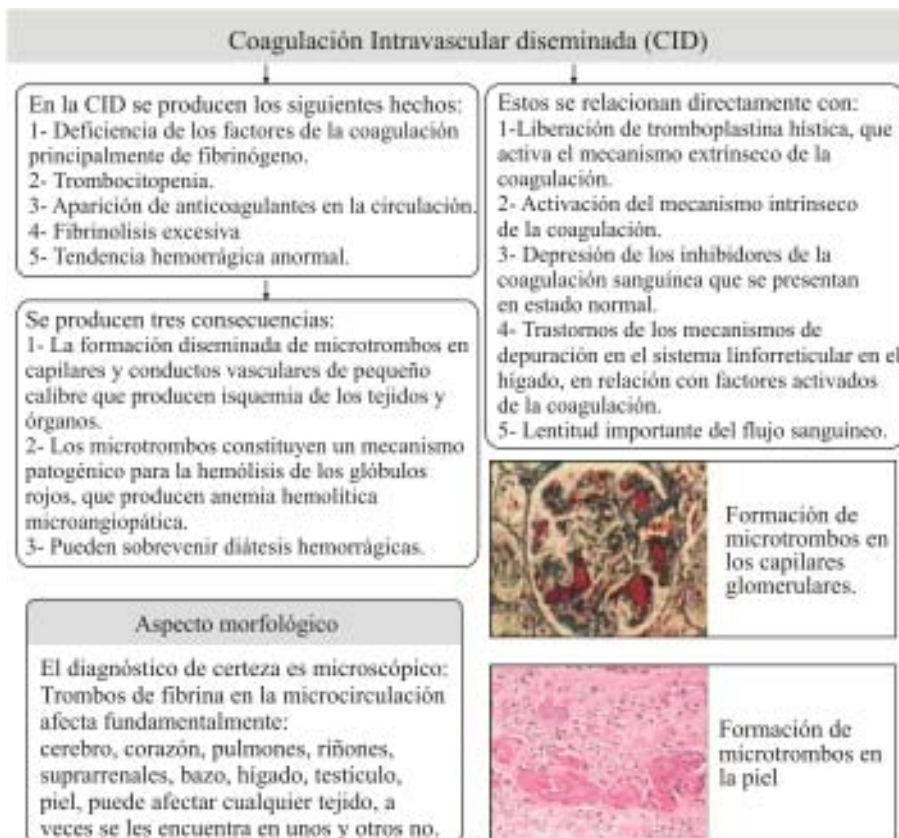 Coagulación Intravascular diseminada (CID)
En la CID se producen los siguientes hechos:
1- Deficiencia de los factores de la coagulación
principalmente de fibrinógeno.
2- Trombocitopenia.
3- Aparición de anticoagulantes en la circulación.
4- Fibrinolisis excesiva
5- Tendencia hemorrágica anormal.
Se producen tres consecuencias:
1- La formación diseminada de microtrombos en
capilares y conductos vasculares de pequeño
calibre que producen isquemia de los tejidos y
órganos.
2- Los microtrombos constituyen un mecanismo
patogénico para la hemólisis de los glóbulos
rojos, que producen anemia hemolítica
microangiopática.
3- Pueden sobrevenir diátesis hemorrágicas.
Aspecto morfológico
El diagnóstico de certeza es microscópico:
Trombos de fibrina en la microcirculación
afecta fundamentalmente:
cerebro, corazón, pulmones, riñones,
suprarrenales, bazo, hígado, testículo,
piel, puede afectar cualquier tejido, a
veces se les encuentra en unos y otros no.
Estos se relacionan directamente con:
1-Liberación de tromboplastina hística, que
activa el mecanismo extrínseco de la
coagulación.
2- Activación del mecanismo intrínseco
de la coagulación.
3- Depresión de los inhibidores de la
coagulación sanguínea que se presentan
en estado normal.
4- Trastornos de los mecanismos de
depuración en el sistema linforreticular en el
hígado, en relación con factores activados
de la coagulación.
5- Lentitud importante del flujo sanguíneo.
Formación de
microtrombos en
los capilares
glomerulares.
Formación de
microtrombos en
la piel